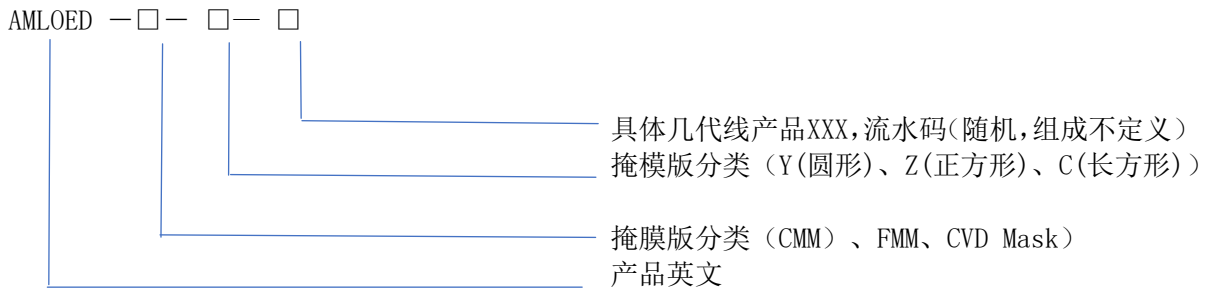 AMLOED －□－ □— □
具体几代线产品XXX,流水码(随机,组成不定义)
掩模版分类（Y(圆形)、Z(正方形)、C(长方形)）
掩膜版分类（CMM）、FMM、CVD Mask）
产品英文